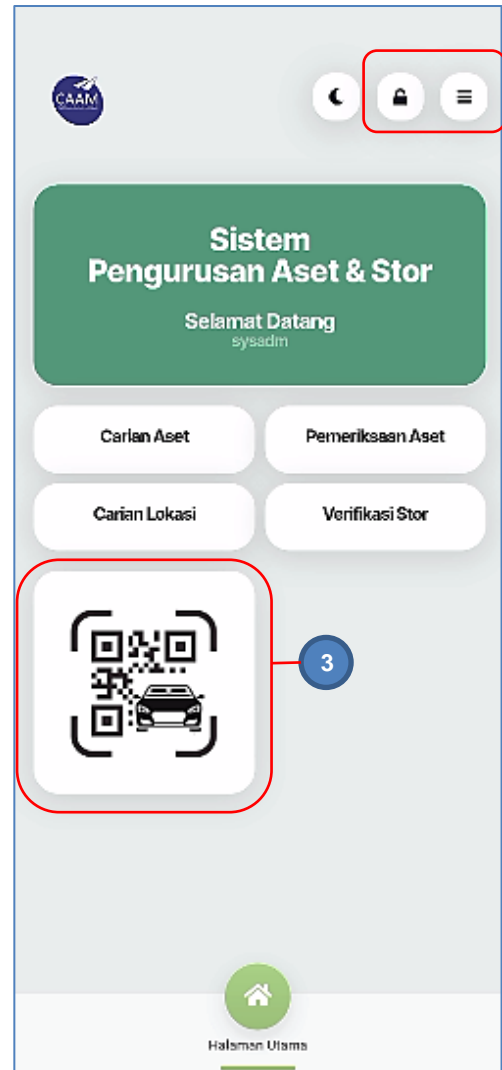 CAAM
Sistem
Pengurusan Aset & Stor
Selamat Datang
sysadm
Carian Aset
Pemeriksaan Aset
Carian Lokasi
Verifikasi Stor
3
Halaman Utama